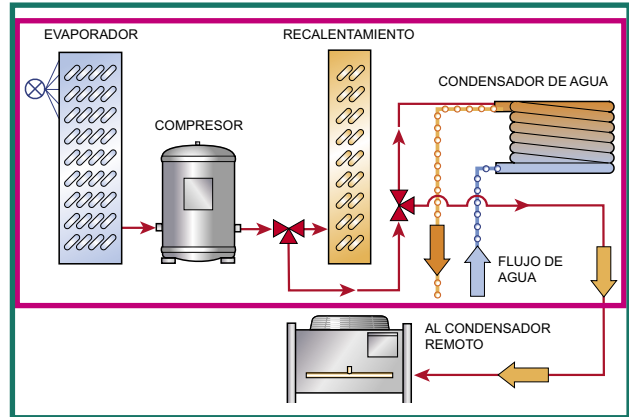 EVAPORADOR
RECALENTAMIENTO
CONDENSADOR DE AGUA
COMPRESOR
FLUJO DE
AGUA
AL CONDENSADOR
REMOTO